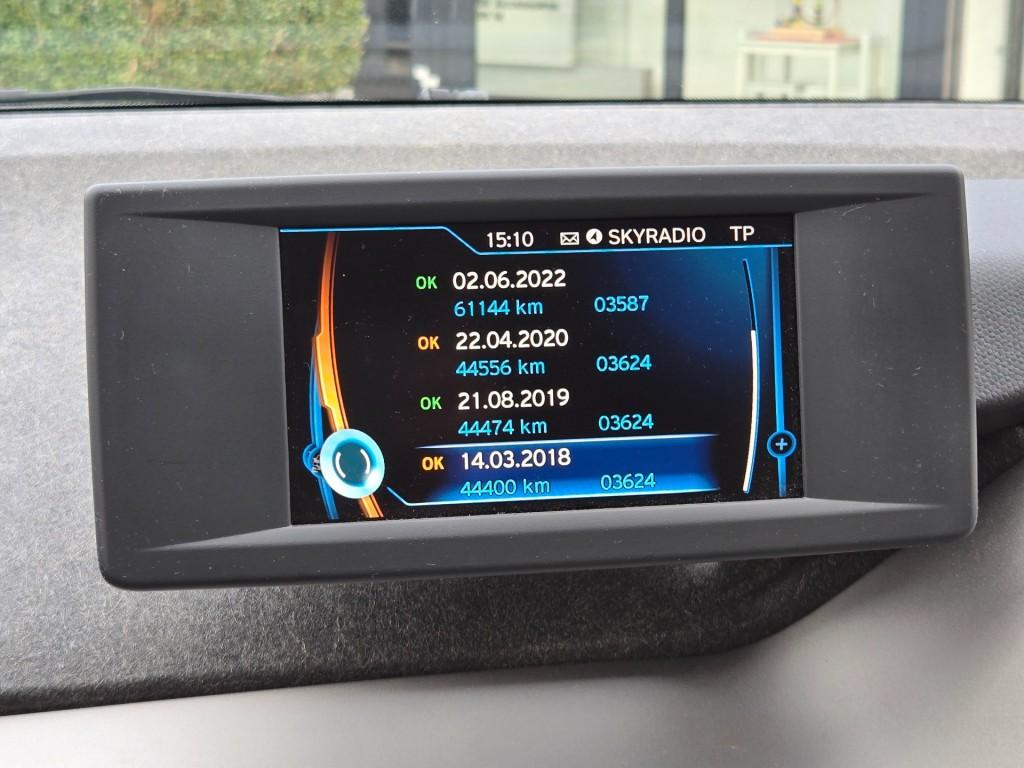 15:10 SKYRADIO TP
OK 02.06.2022
61144 km 03587
OK 22.04.2020
44556 km 03624
OK 21.08.2019
44474 km 03624
OK 14.03.2018
44400 km 03624